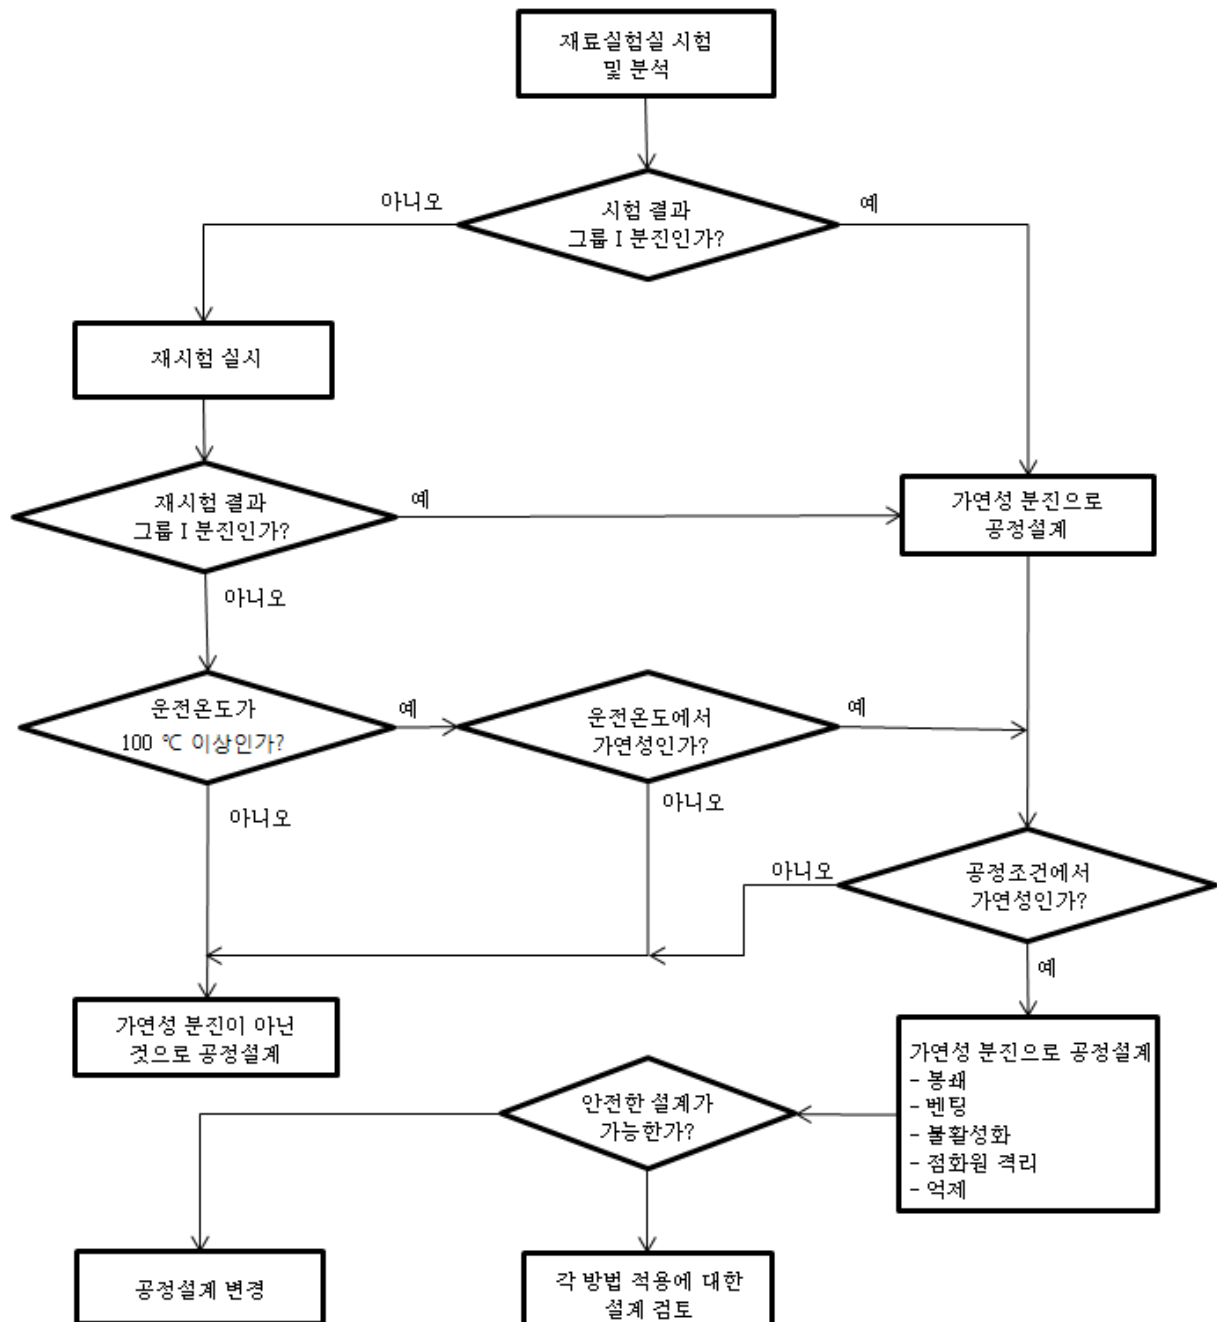 재료실험실 시험
및 분석
아니오
시험 결과
그룹 I 분진인가?
예
재시험 실시
재시험 결과
그룹 I 분진인가?
예
가연성 분진으로
공정설계
아니오
운전온도가
100 ℃ 이상인가?
예
운전온도에서
가연성인가?
예
아니오
아니오
아니오
공정조건에서
가연성인가?
예
가연성 분진이 아닌
것으로 공정설계
가연성 분진으로 공정설계
- 봉쇄
- 벤팅
- 불활성화
- 점화원 격리
- 억제
안전한 설계가
가능한가?
공정설계 변경
각 방법 적용에 대한
설계 검토